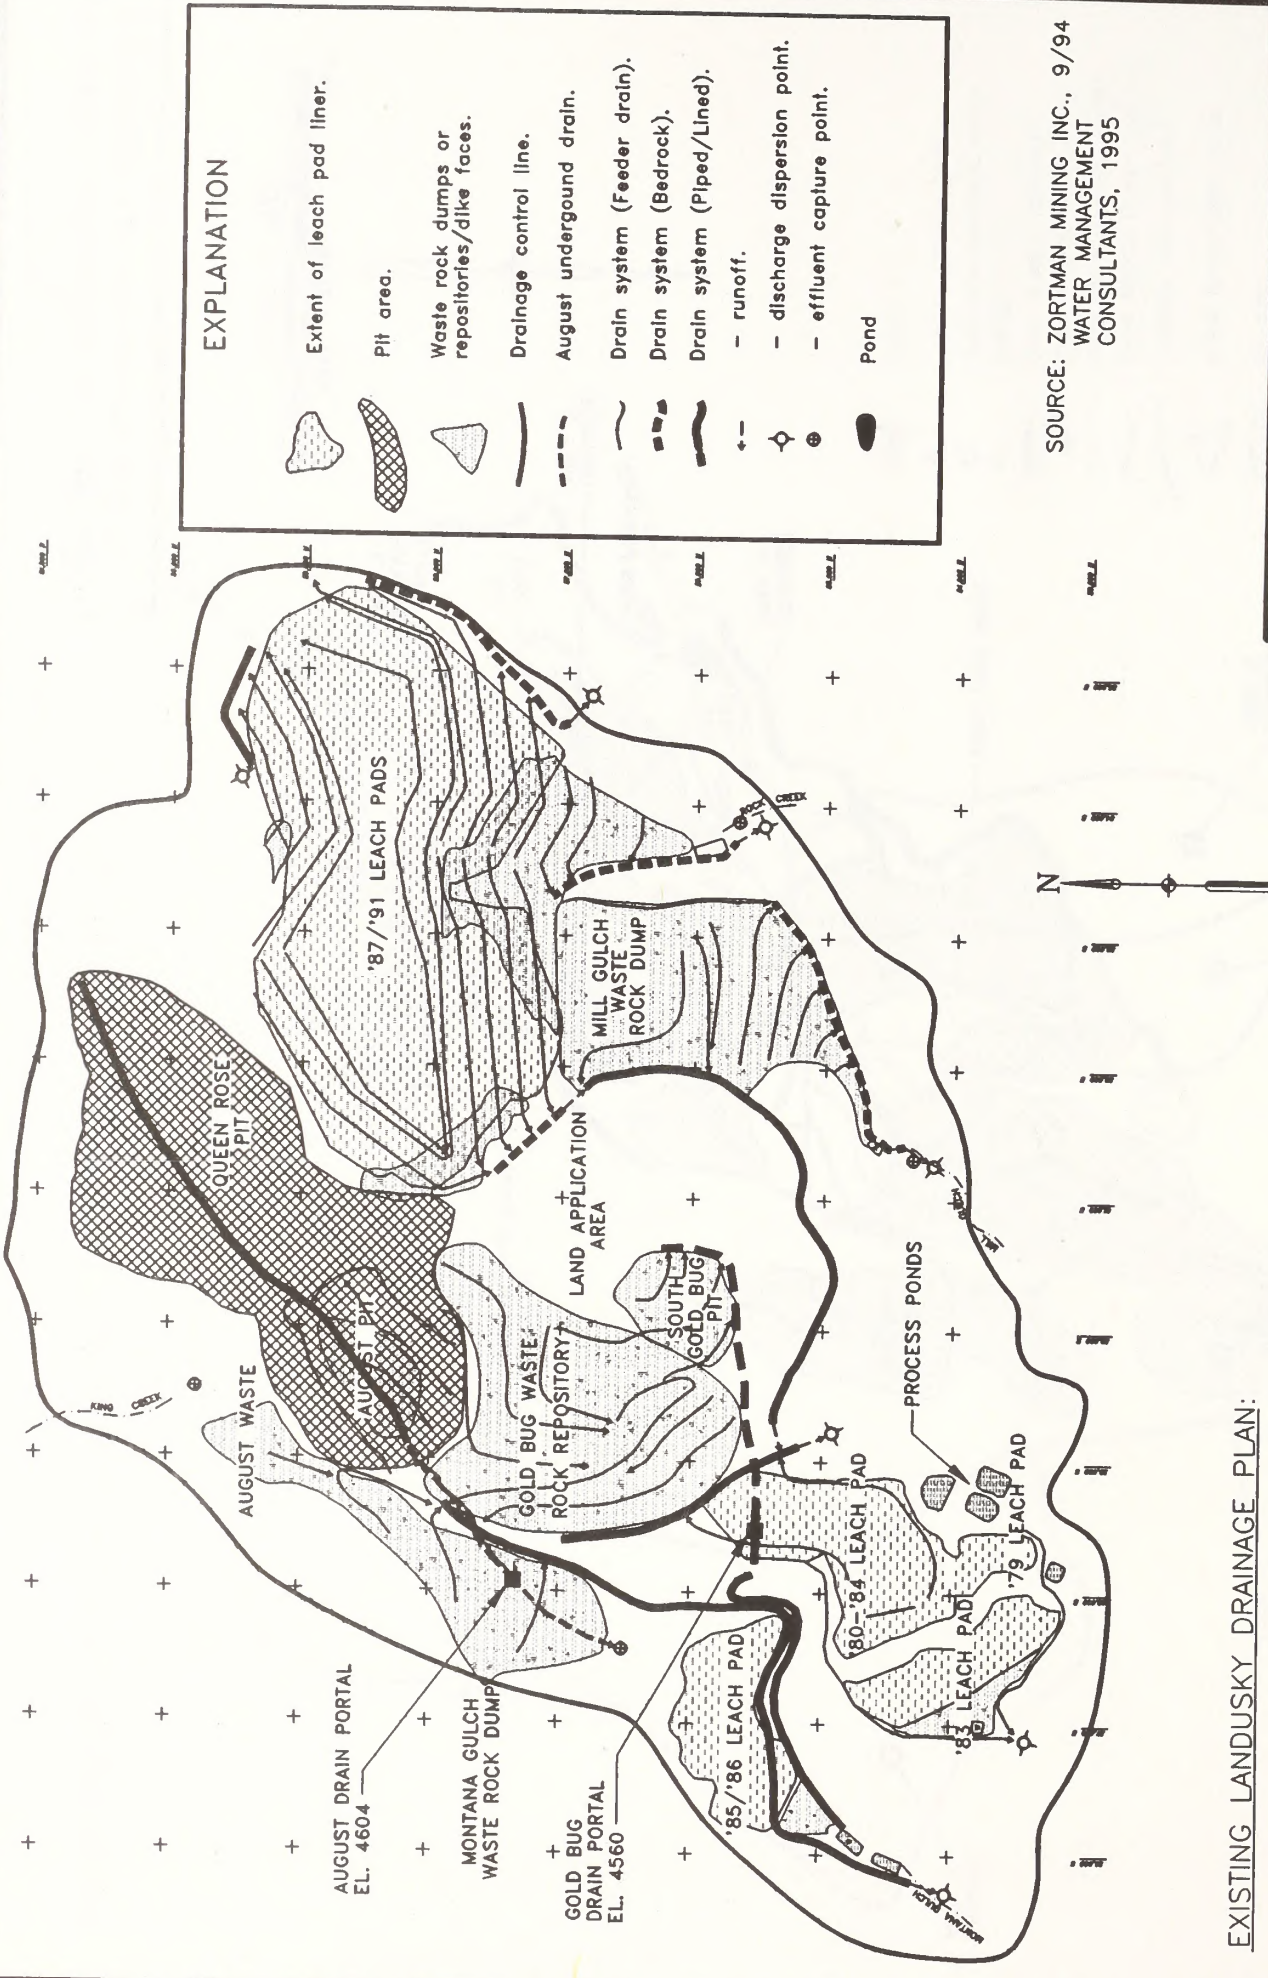 EXPLANATION
Extent of leach pad liner.
Pit area.
Waste rock dumps or
repositories/dike faces.
Drainage control line.
August undergound drain.
Drain system (Feeder drain).
Drain system (Bedrock).
Drain system (Piped/Lined).
- runoff.
- discharge dispersion point.
- effluent capture point.
Pond
SOURCE: ZORTMAN MINING INC., 9/94
WATER MANAGEMENT
CONSULTANTS, 1995
N
'87/'91 LEACH PADS
ROCK CREEK
QUEEN ROSE
PIT
MILL GULCH
WASTE
ROCK DUMP
LAND APPLICATION
AREA
KING CREEK
AUGUST WASTE
AUGUST PIT
GOLD BUG WASTE
ROCK REPOSITORY
SOUTH
GOLD BUG
PIT
MILL GULCH
PROCESS PONDS
AUGUST DRAIN PORTAL
EL. 4604
MONTANA GULCH
WASTE ROCK DUMP
GOLD BUG
DRAIN PORTAL
EL. 4560
'85/'86 LEACH PAD
'80-'84 LEACH PAD
'83 LEACH PAD
'79 LEACH PAD
MONTANA GULCH
EXISTING LANDUSKY DRAINAGE PLAN: